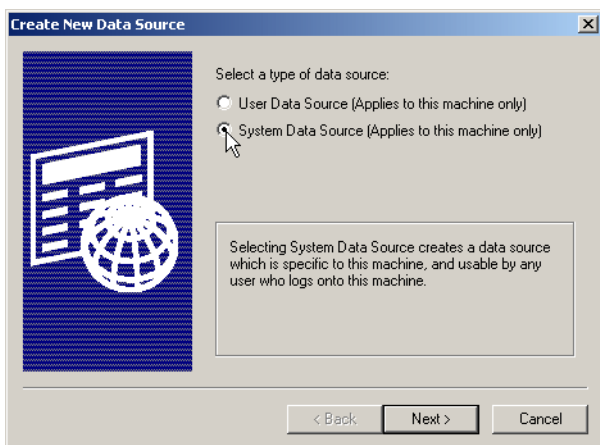 Create New Data Source
Select a type of data source:
User Data Source (Applies to this machine only)
System Data Source (Applies to this machine only)
Selecting System Data Source creates a data source
which is specific to this machine, and usable by any
user who logs onto this machine.
< Back
Next >
Cancel